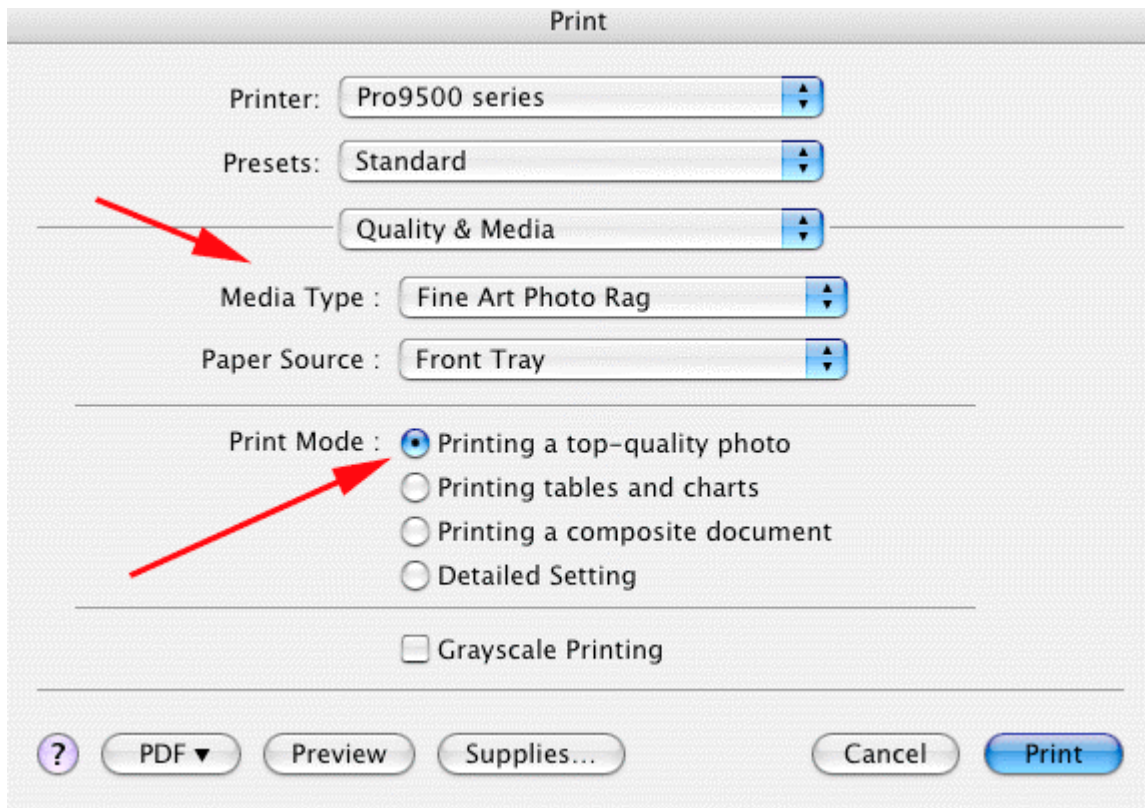 Print
Printer: Pro9500 series
Presets: Standard
Quality & Media
Media Type : Fine Art Photo Rag
Paper Source : Front Tray
Print Mode : Printing a top-quality photo
Printing tables and charts
Printing a composite document
Detailed Setting
Grayscale Printing
? PDF ▼ Preview Supplies... Cancel Print